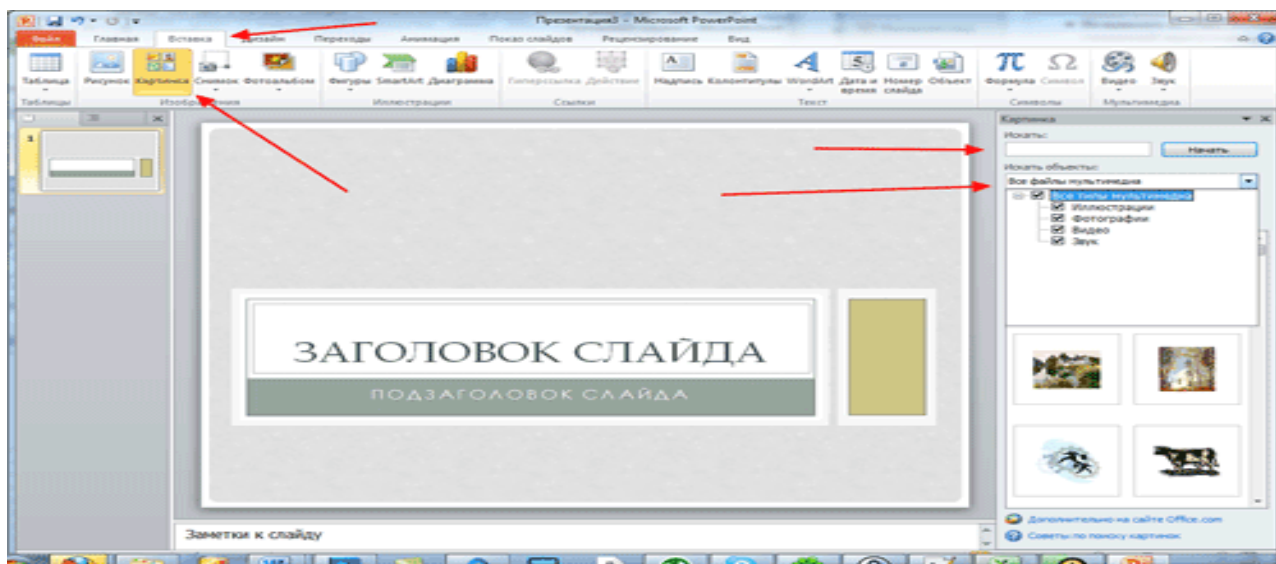 Презентация3 - Microsoft PowerPoint
Файл Главная Вставка Дизайн Переходы Анимация Показ слайдов Рецензирование Вид
Таблица Рисунок Картинка Снимок Фотоальбом Фигуры SmartArt Диаграмма Гиперссылка Действие Надпись Колонтитулы WordArt Дата и время Номер слайда Объект Формула Символ Видео Звук
Таблицы Изображения Иллюстрации Ссылки Текст Символы Мультимедиа
Картинка
Искать:
Начать
Искать объекты:
Все файлы мультимедиа
Все типы мультимедиа
Иллюстрации
Фотографии
Видео
Звук
1
ЗАГОЛОВОК СЛАЙДА
ПОДЗАГОЛОВОК СЛАЙДА
Заметки к слайду
Дополнительно на сайте Office.com
Советы по поиску картинок